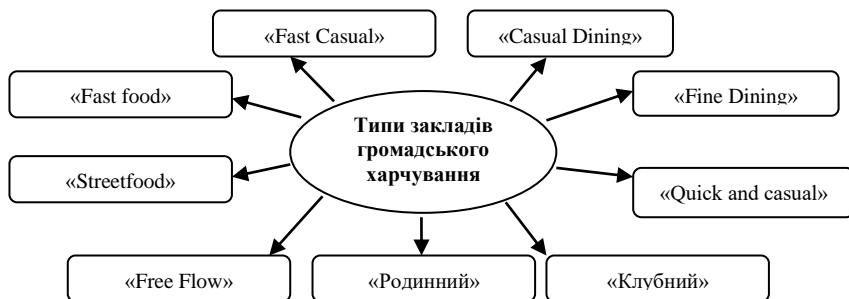 «Fast Casual»
«Casual Dining»
«Fast food»
«Fine Dining»
Типи закладів
громадського
харчування
«Streetfood»
«Quick and casual»
«Free Flow»
«Родинний»
«Клубний»